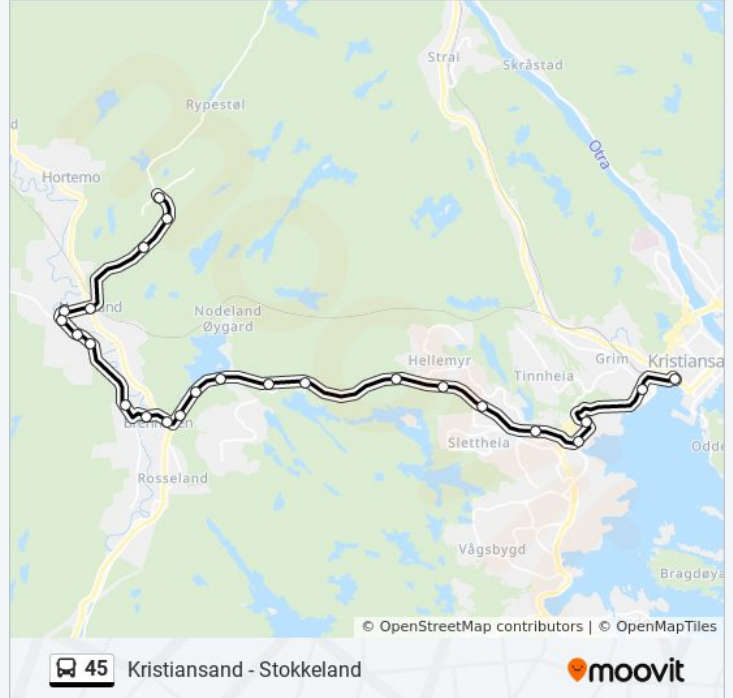 Strai
Skråstad
Rypestøl
Otra
Hortemo
Nodeland
Øygard
Hellemyr
Grim
Kristiansa
Tinnheia
Slettheia
Odde
Rosseland
Vågsbygd
Bragdøya
© OpenStreetMap contributors | © OpenMapTiles
45 Kristiansand - Stokkeland
moovit